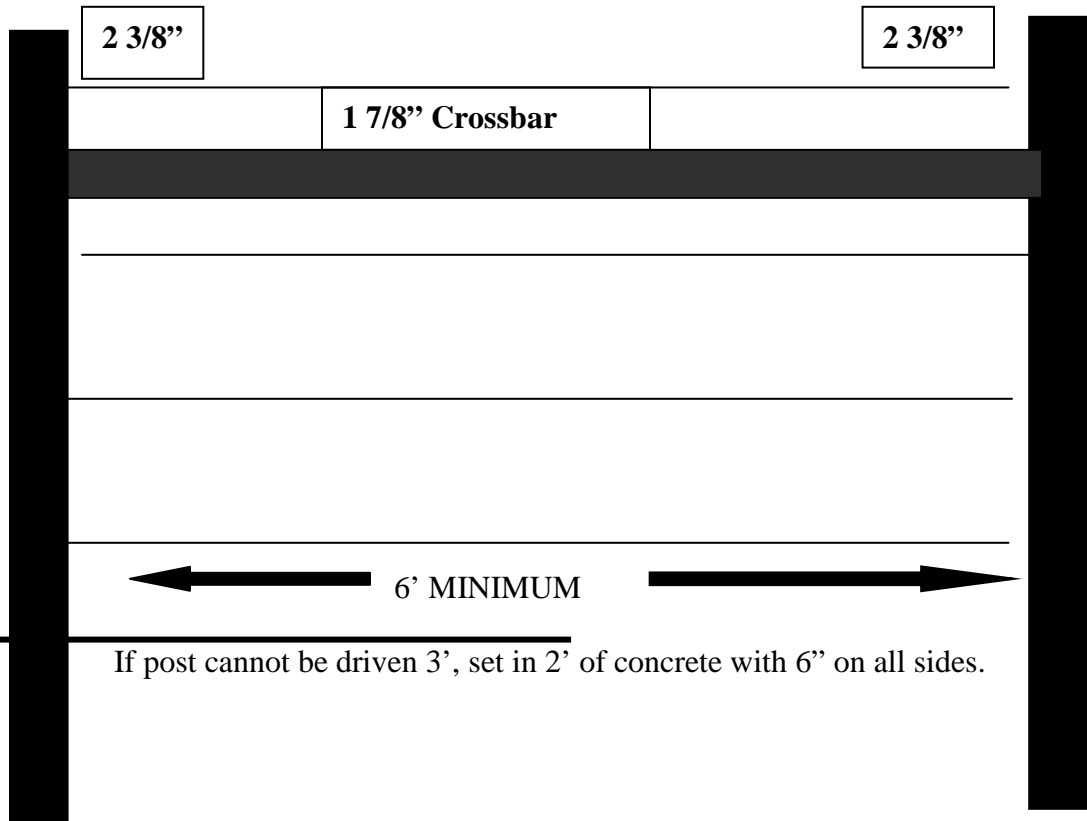 2 3/8”
2 3/8”
1 7/8” Crossbar
6’ MINIMUM
If post cannot be driven 3’, set in 2’ of concrete with 6” on all sides.